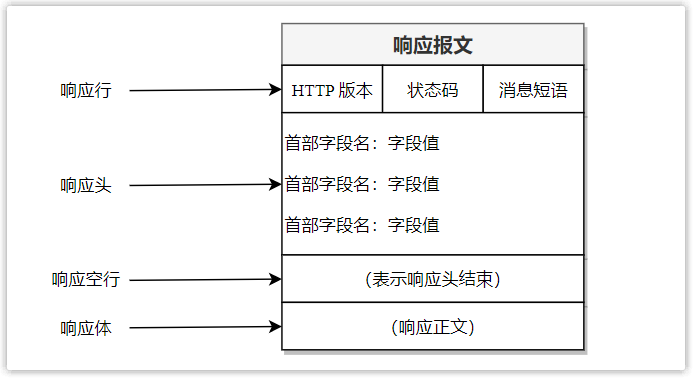 响应报文
响应行 HTTP 版本 状态码 消息短语
首部字段名：字段值
响应头 首部字段名：字段值
首部字段名：字段值
响应空行 （表示响应头结束）
响应体 （响应正文）